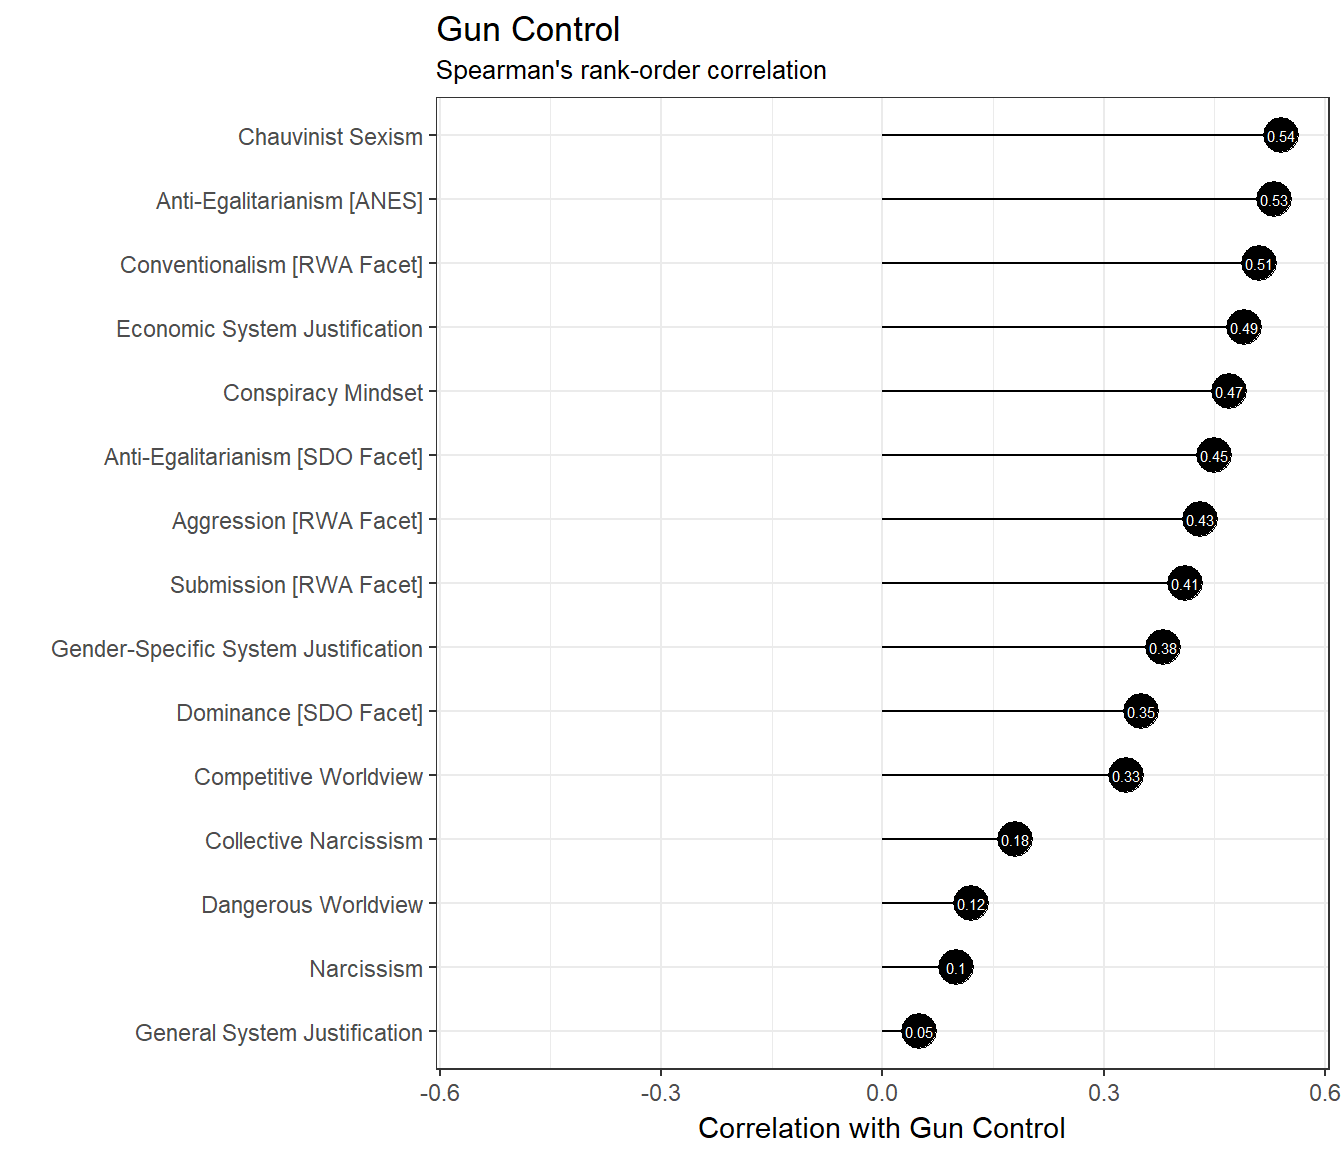 Gun Control
Spearman's rank-order correlation
Chauvinist Sexism 0.54
Anti-Egalitarianism [ANES] 0.53
Conventionalism [RWA Facet] 0.51
Economic System Justification 0.49
Conspiracy Mindset 0.47
Anti-Egalitarianism [SDO Facet] 0.45
Aggression [RWA Facet] 0.43
Submission [RWA Facet] 0.41
Gender-Specific System Justification 0.38
Dominance [SDO Facet] 0.35
Competitive Worldview 0.33
Collective Narcissism 0.18
Dangerous Worldview 0.12
Narcissism 0.1
General System Justification 0.05
-0.6 -0.3 0.0 0.3 0.6
Correlation with Gun Control